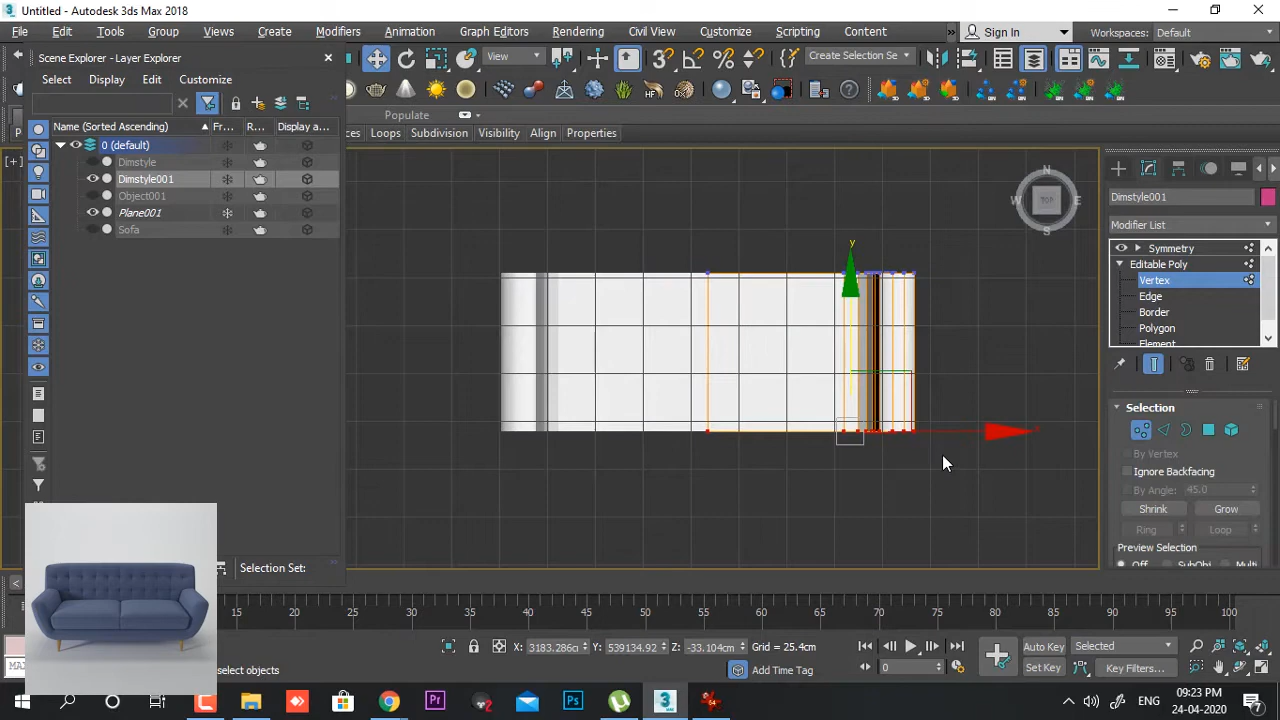 Untitled - Autodesk 3ds Max 2018
File Edit Tools Group Views Create Modifiers Animation Graph Editors Rendering Civil View Customize Scripting Content » Sign In Workspaces: Default
Scene Explorer - Layer Explorer
View
Create Selection Se
Select Display Edit Customize
Populate
ces Loops Subdivision Visibility Align Properties
Name (Sorted Ascending) Fr... R... Display a...
0 (default)
Dimstyle
Dimstyle001
Object001
Plane001
Sofa
[+]
N
W TOP E
S
y
Dimstyle001
Modifier List
Symmetry
Editable Poly
Vertex
Edge
Border
Polygon
Element
Selection
By Vertex
Ignore Backfacing
By Angle: 45.0
Shrink Grow
Ring Loop
Preview Selection
Off SubObj Multi
Selection Set:
15 20 25 30 35 40 45 50 55 60 65 70 75 80 85 90 95 100
X: 3183.286cm Y: 539134.92 Z: -33.104cm Grid = 25.4cm
Auto Key Selected
MAX
select objects
Add Time Tag
0
Set Key Key Filters...
ENG
09:23 PM
24-04-2020